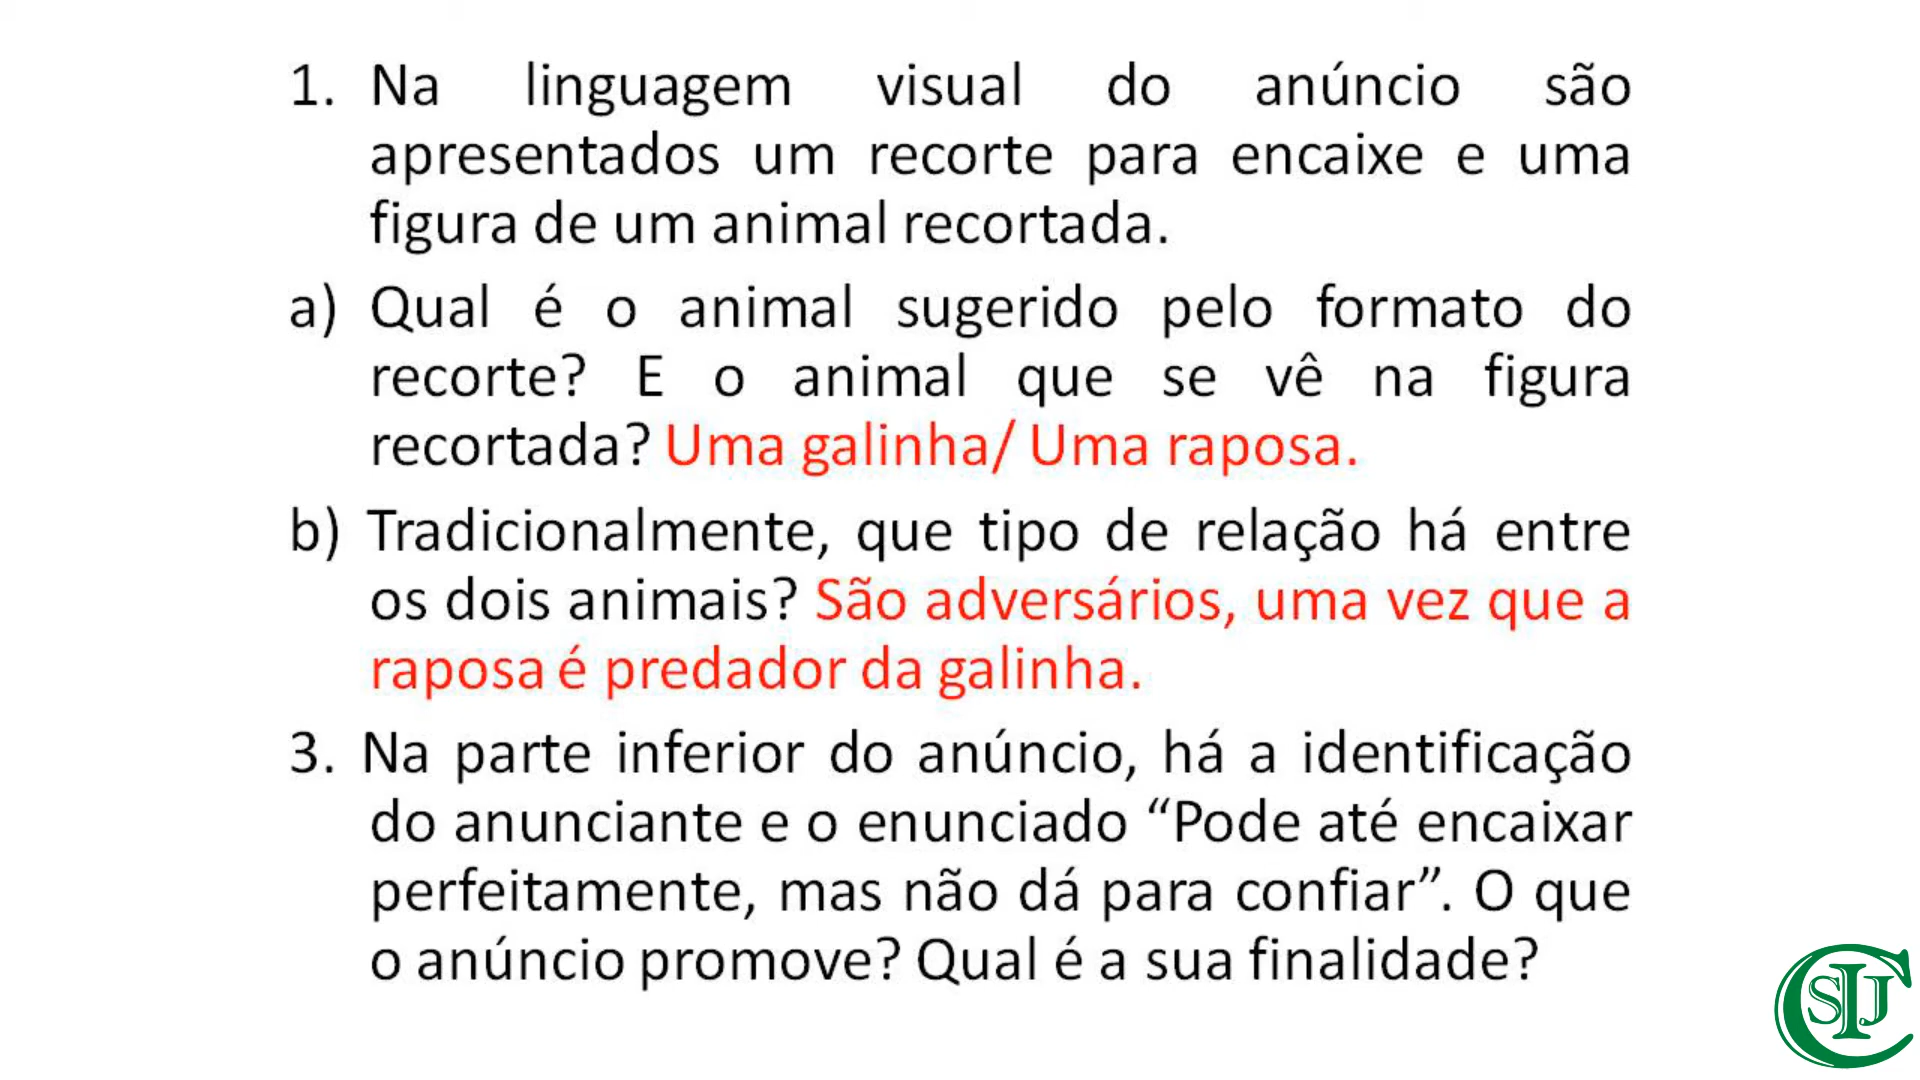 1. Na linguagem visual do anúncio são
apresentados um recorte para encaixe e uma
figura de um animal recortada.
a) Qual é o animal sugerido pelo formato do
recorte? E o animal que se vê na figura
recortada? Uma galinha/ Uma raposa.
b) Tradicionalmente, que tipo de relação há entre
os dois animais? São adversários, uma vez que a
raposa é predador da galinha.
3. Na parte inferior do anúncio, há a identificação
do anunciante e o enunciado “Pode até encaixar
perfeitamente, mas não dá para confiar”. O que
o anúncio promove? Qual é a sua finalidade?
CSIJ